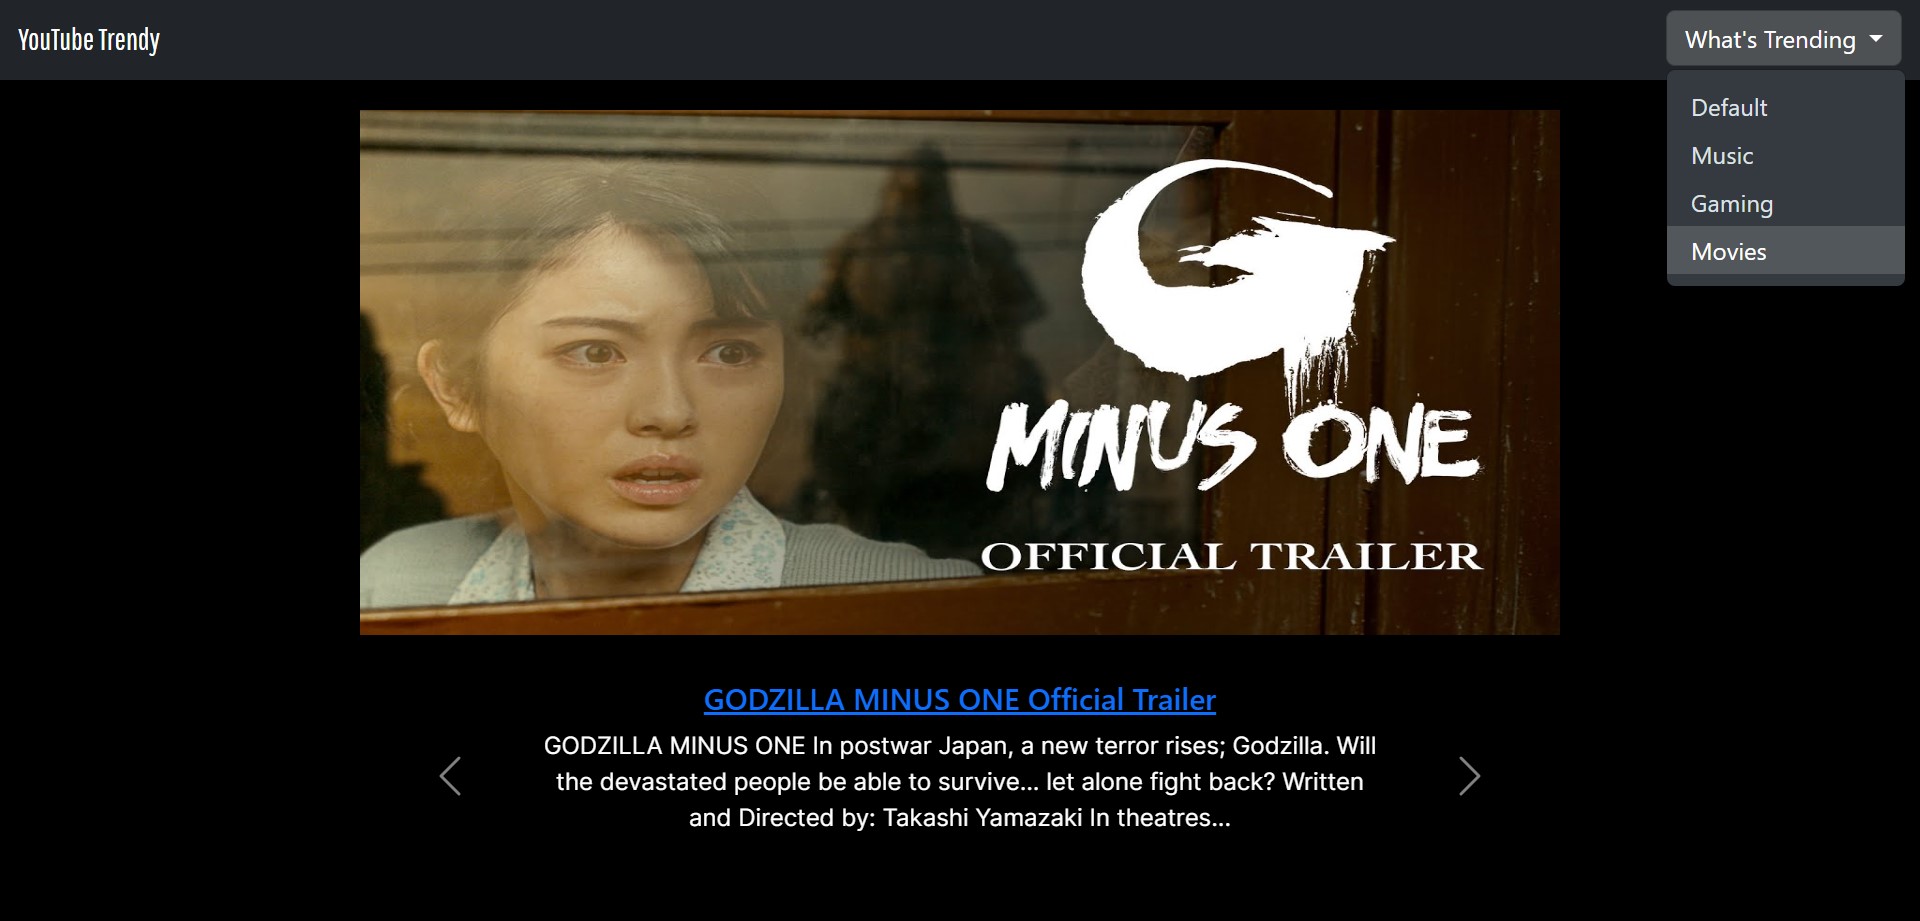 YouTube Trendy
What's Trending
Default
Music
Gaming
Movies
MINUS ONE
OFFICIAL TRAILER
GODZILLA MINUS ONE Official Trailer
GODZILLA MINUS ONE In postwar Japan, a new terror rises; Godzilla. Will
the devastated people be able to survive... let alone fight back? Written
and Directed by: Takashi Yamazaki In theatres...